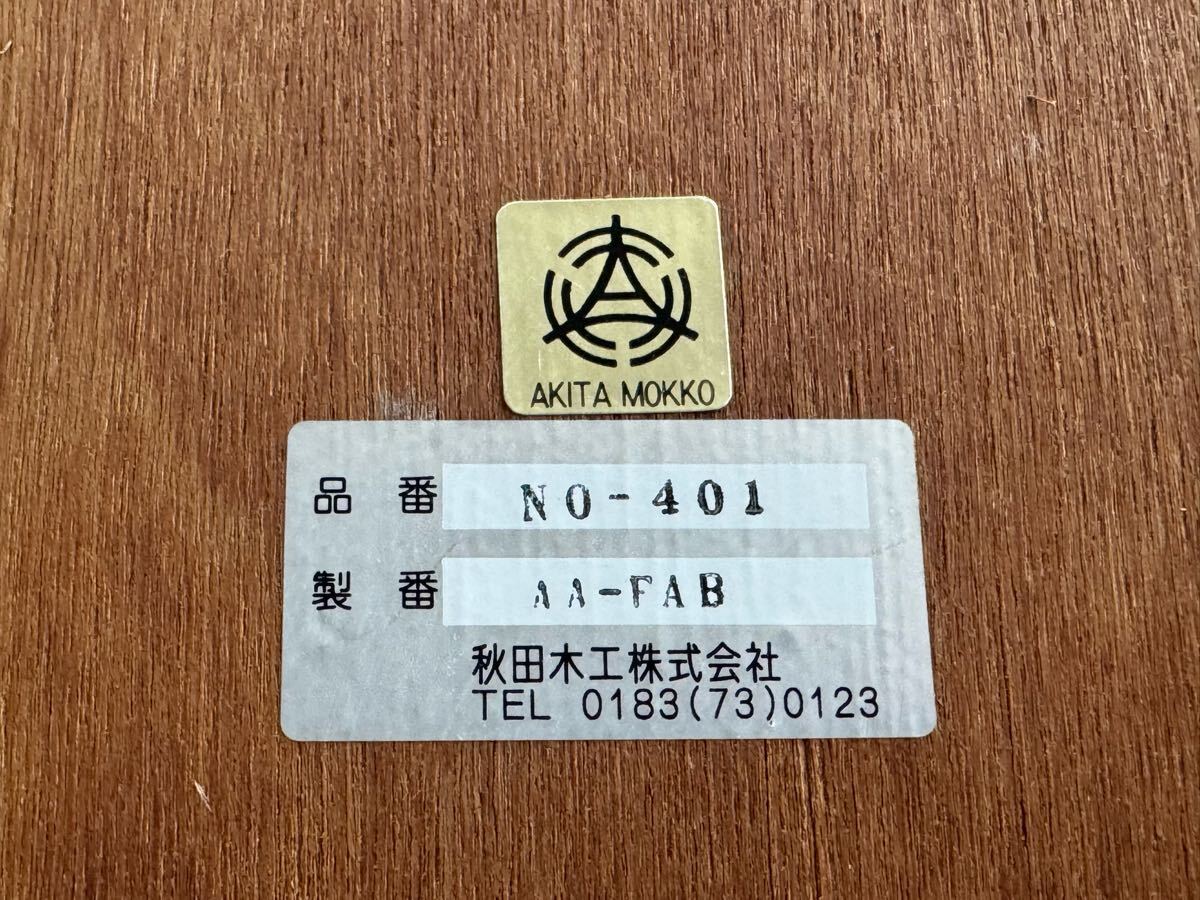 AKITA MOKKO
品番 NO-401
製番 AA-FAB
秋田木工株式会社
TEL 0183(73)0123